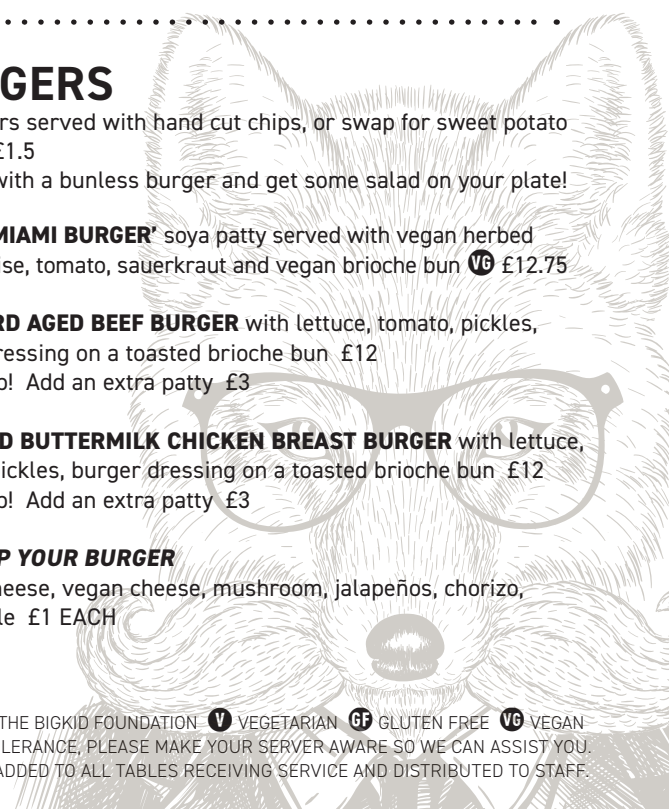 GERS
rs served with hand cut chips, or swap for sweet potato
£1.5
with a bunless burger and get some salad on your plate!
MIAMI BURGER’ soya patty served with vegan herbed
ise, tomato, sauerkraut and vegan brioche bun VG £12.75
RD AGED BEEF BURGER with lettuce, tomato, pickles,
ressing on a toasted brioche bun £12
p! Add an extra patty £3
D BUTTERMILK CHICKEN BREAST BURGER with lettuce,
ickles, burger dressing on a toasted brioche bun £12
p! Add an extra patty £3
P YOUR BURGER
heese, vegan cheese, mushroom, jalapeños, chorizo,
le £1 EACH
THE BIGKID FOUNDATION V VEGETARIAN GF GLUTEN FREE VG VEGAN
LERANCE, PLEASE MAKE YOUR SERVER AWARE SO WE CAN ASSIST YOU.
ADDED TO ALL TABLES RECEIVING SERVICE AND DISTRIBUTED TO STAFF.